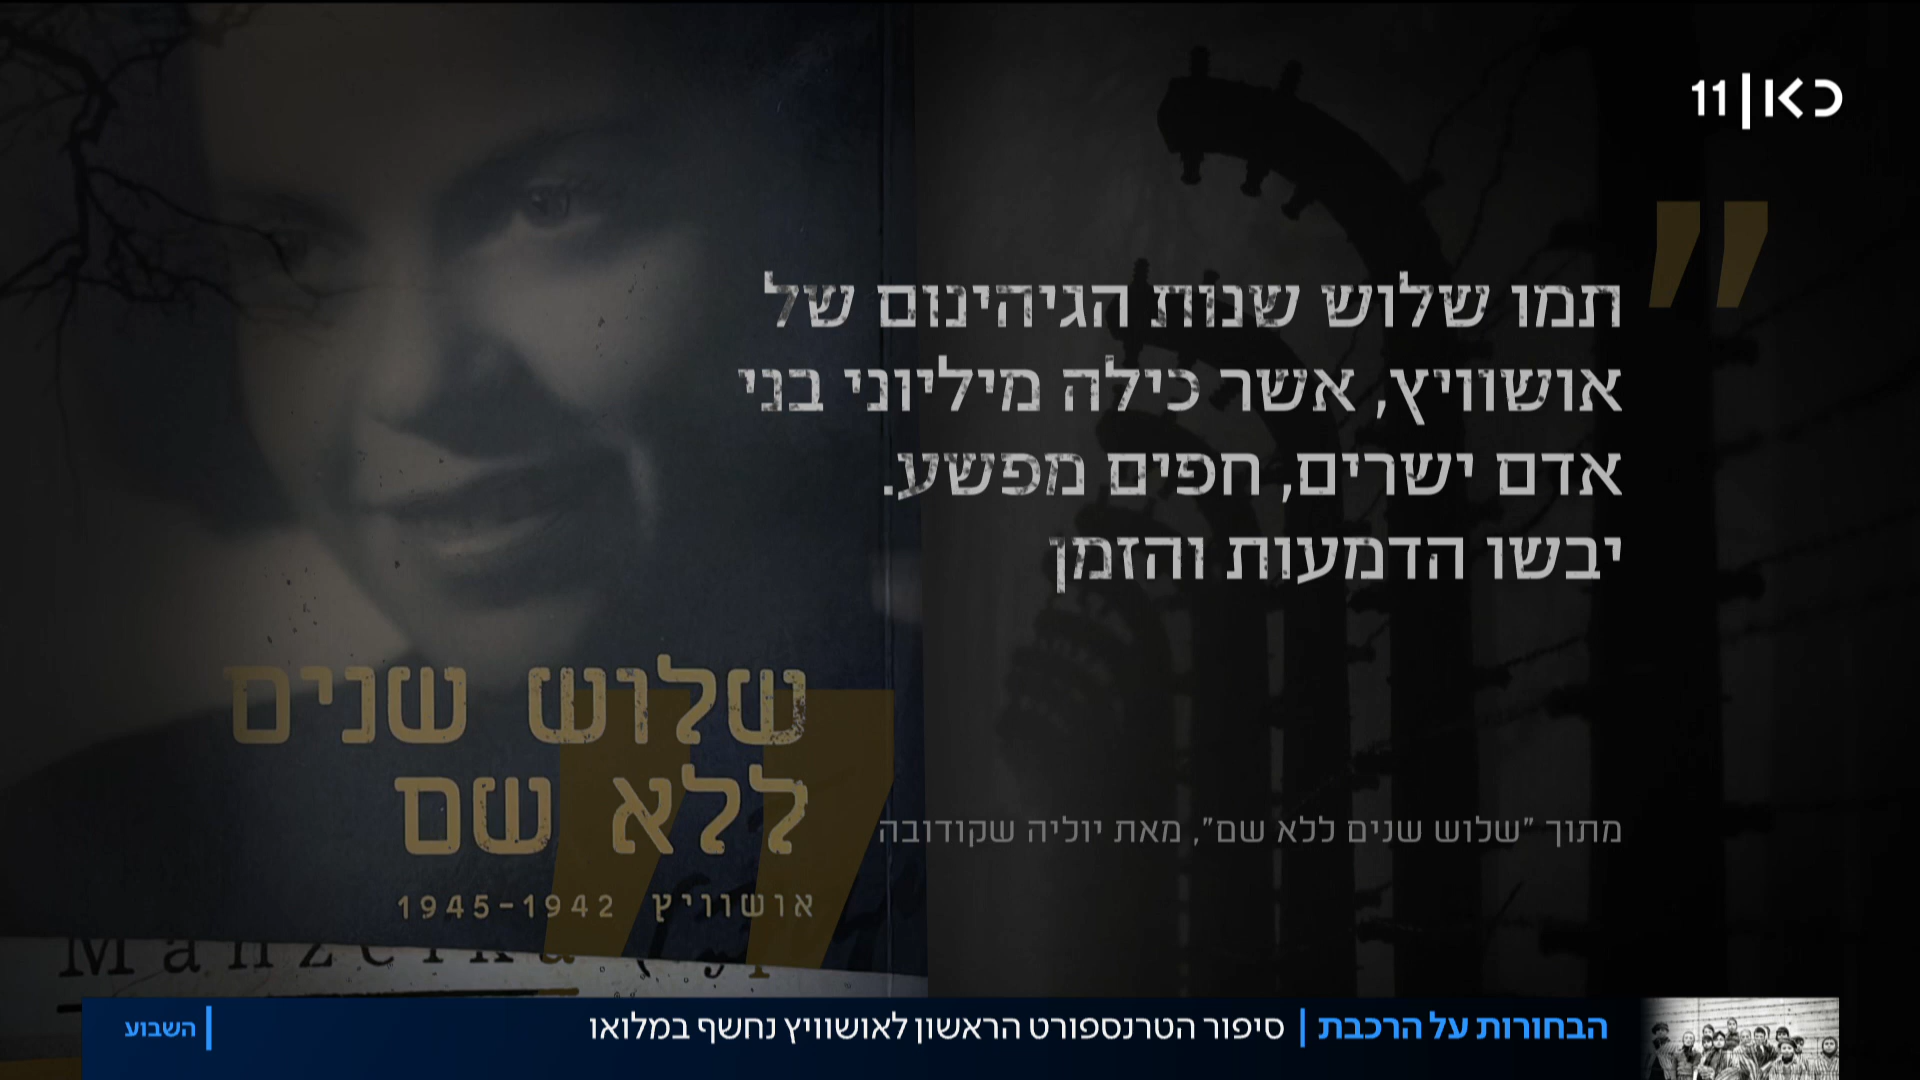 כאן 11
"
תמו שלוש שנות הגיהינום של
אושוויץ, אשר כילה מיליוני בני
אדם ישרים, חפים מפשע.
יבשו הדמעות והזמן
"
מתוך "שלוש שנים ללא שם", מאת יוליה שקודובה
שלוש שנים
ללא שם
אושוויץ 1945-1942
הבחורות על הרכבת | סיפור הטרנספורט הראשון לאושוויץ נחשף במלואו
השבוע